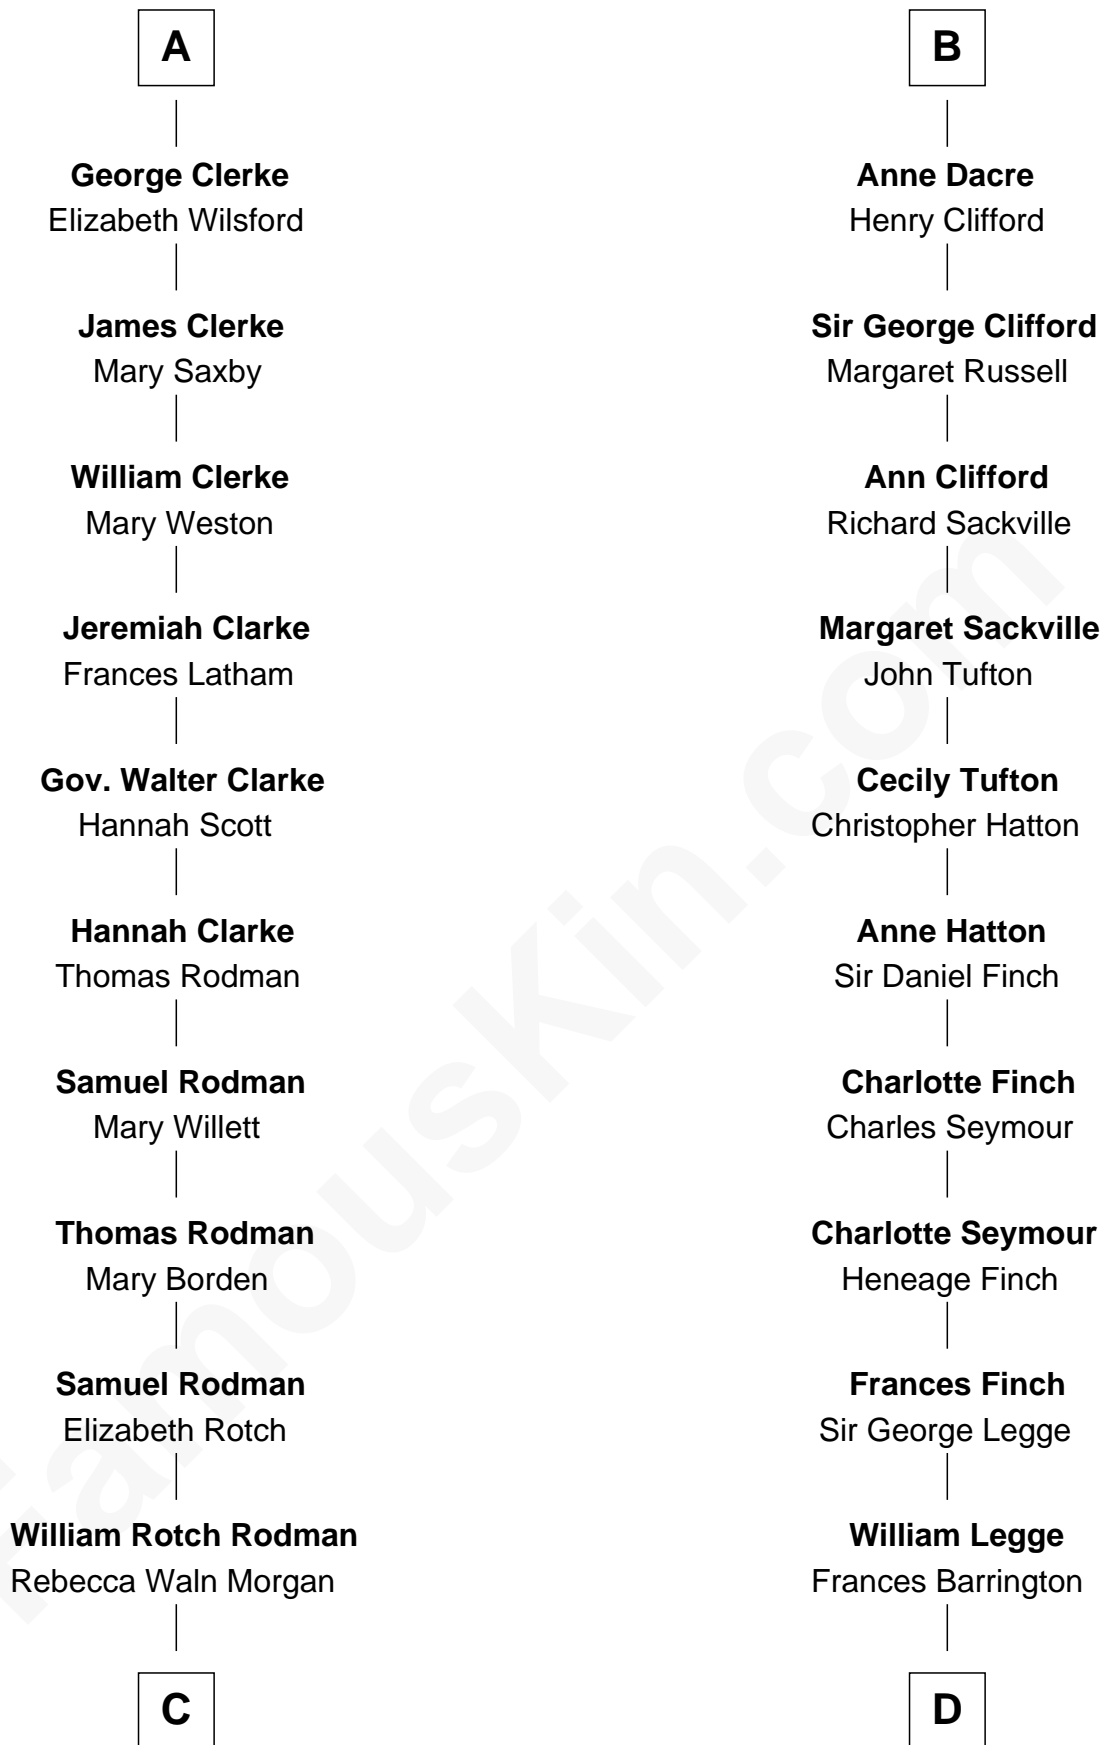 A
George Clerke
Elizabeth Wilsford
James Clerke
Mary Saxby
William Clerke
Mary Weston
Jeremiah Clarke
Frances Latham
Gov. Walter Clarke
Hannah Scott
Hannah Clarke
Thomas Rodman
Samuel Rodman
Mary Willett
Thomas Rodman
Mary Borden
Samuel Rodman
Elizabeth Rotch
William Rotch Rodman
Rebecca Waln Morgan
C
B
Anne Dacre
Henry Clifford
Sir George Clifford
Margaret Russell
Ann Clifford
Richard Sackville
Margaret Sackville
John Tufton
Cecily Tufton
Christopher Hatton
Anne Hatton
Sir Daniel Finch
Charlotte Finch
Charles Seymour
Charlotte Seymour
Heneage Finch
Frances Finch
Sir George Legge
William Legge
Frances Barrington
D
FamousKin.com